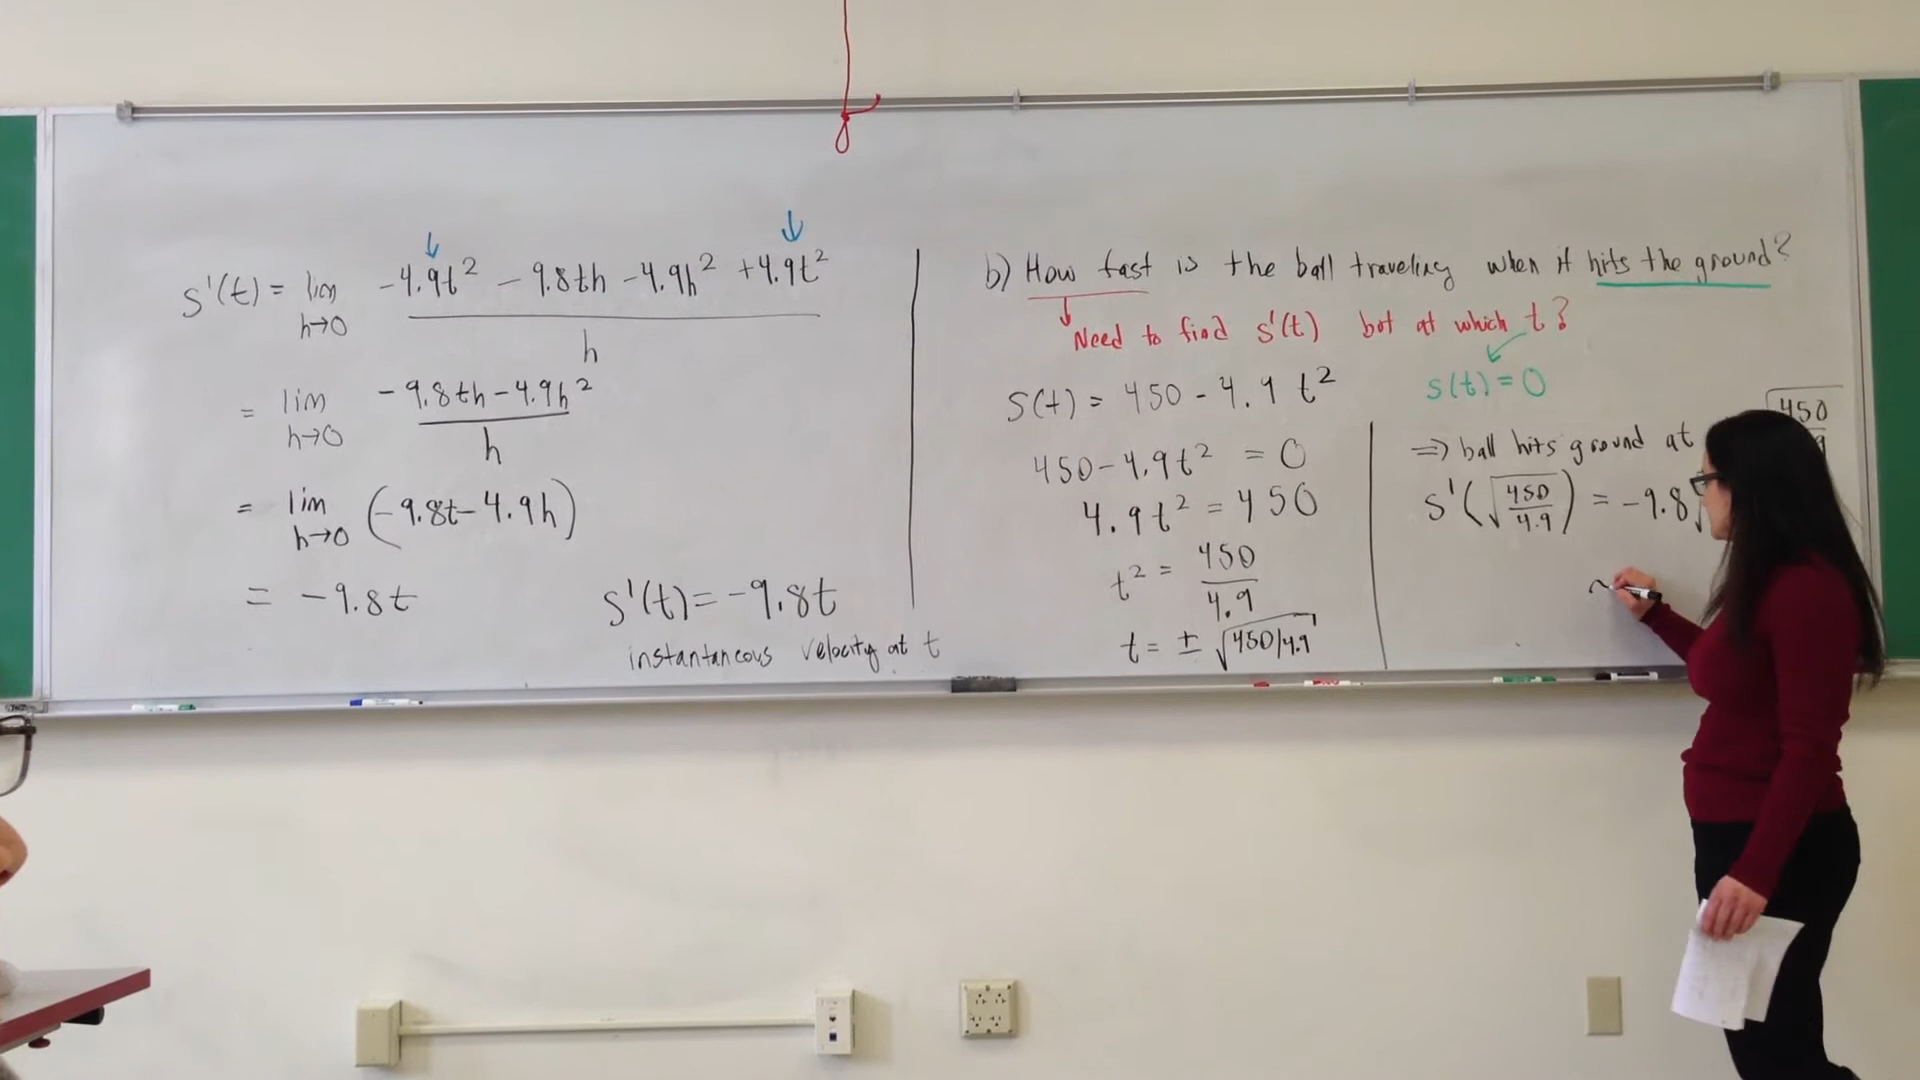 s'(t) = lim h→0 (-4.9t² - 9.8th - 4.9h² + 4.9t²) / h
= lim h→0 (-9.8th - 4.9h²) / h
= lim h→0 (-9.8t - 4.9h)
= -9.8t
s'(t) = -9.8t
instantaneous velocity at t
b) How fast is the ball traveling when it hits the ground?
Need to find s'(t) but at which t?
s(t) = 0
S(t) = 450 - 4.9 t²
450 - 4.9t² = 0
4.9t² = 450
t² = 450/4.9
t = ± √450/4.9
⇒ ball hits ground at √450
s'(√450/4.9) = -9.8√